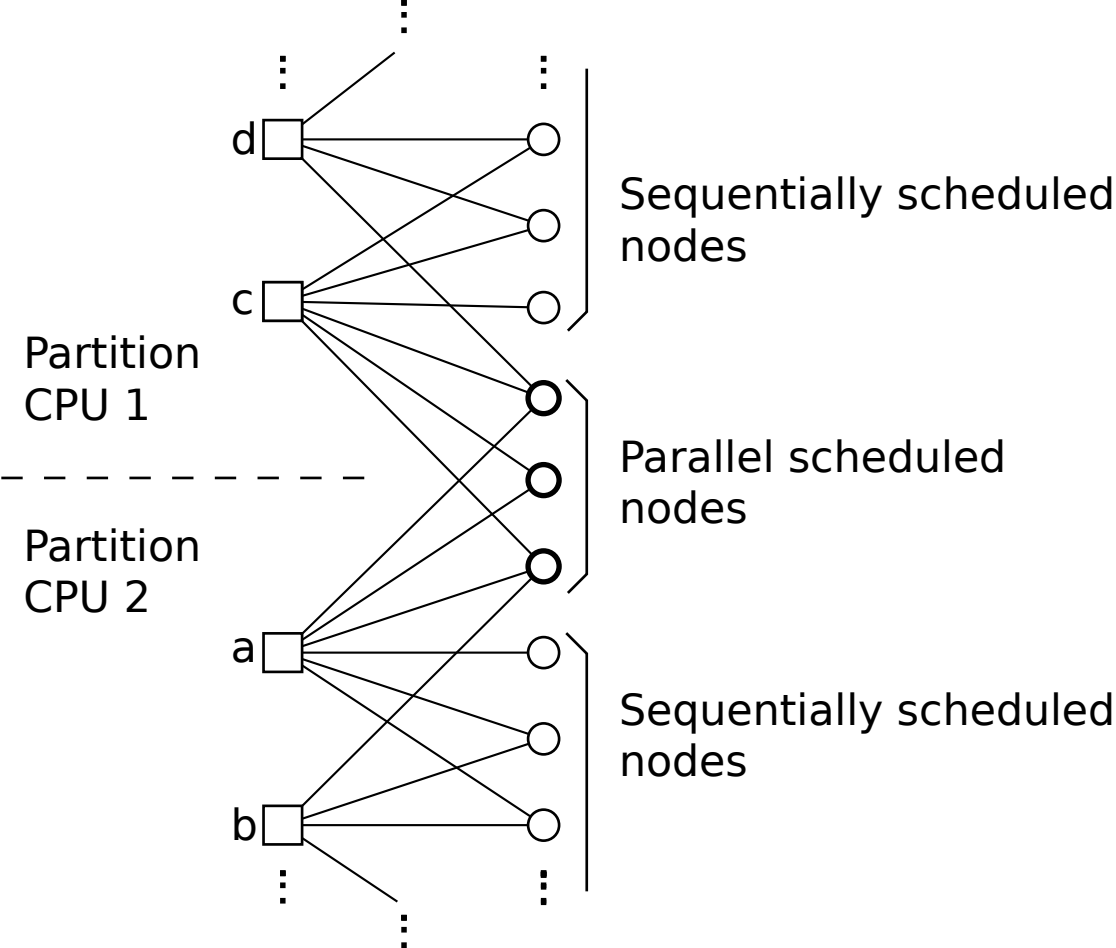 d
Sequentially scheduled
nodes
c
Partition
CPU 1
Parallel scheduled
nodes
Partition
CPU 2
a
Sequentially scheduled
nodes
b